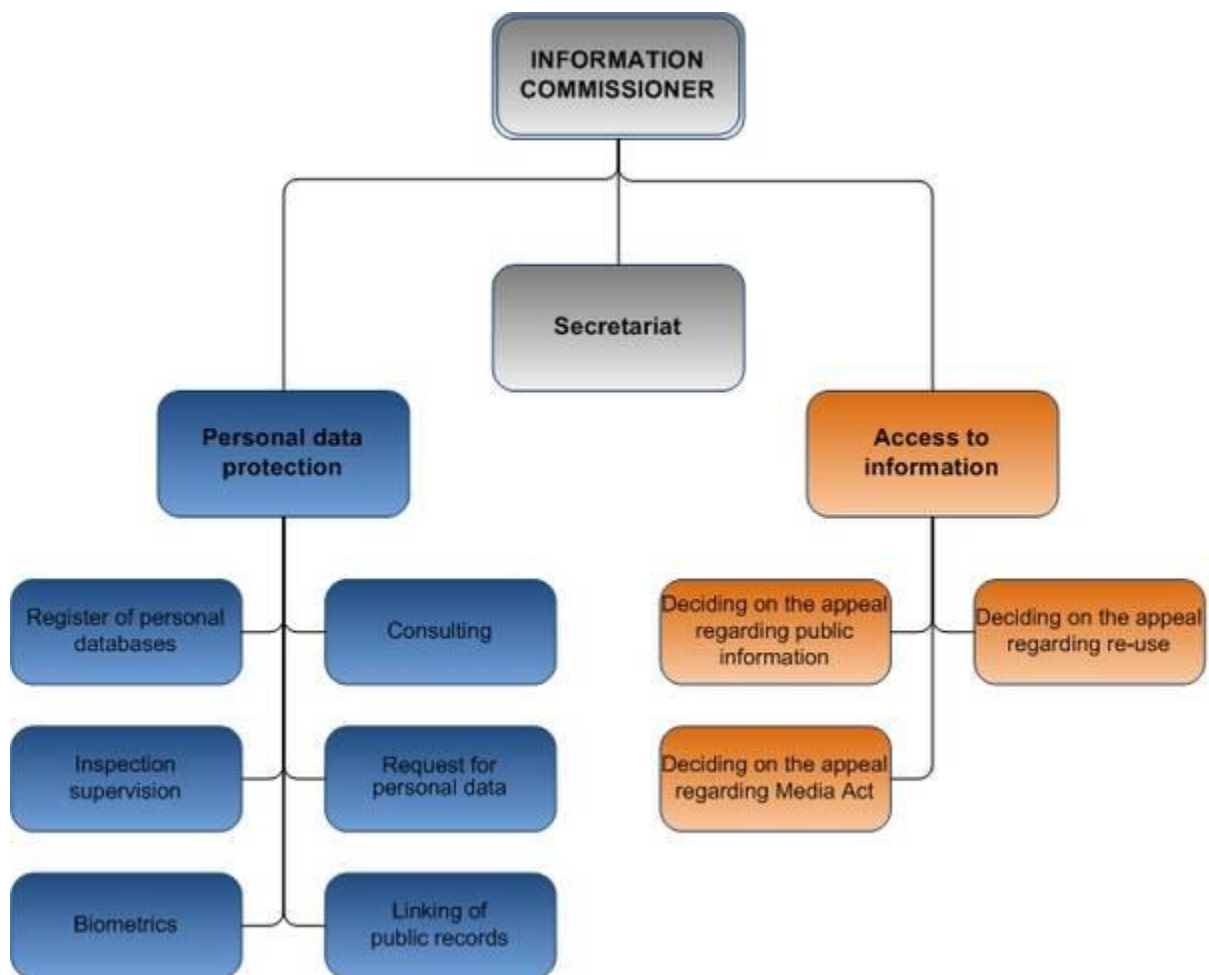 INFORMATION
COMMISSIONER
Secretariat
Personal data
protection
Access to
information
Register of personal
databases
Consulting
Deciding on the appeal
regarding public
information
Deciding on the appeal
regarding re-use
Inspection
supervision
Request for
personal data
Deciding on the appeal
regarding Media Act
Biometrics
Linking of
public records